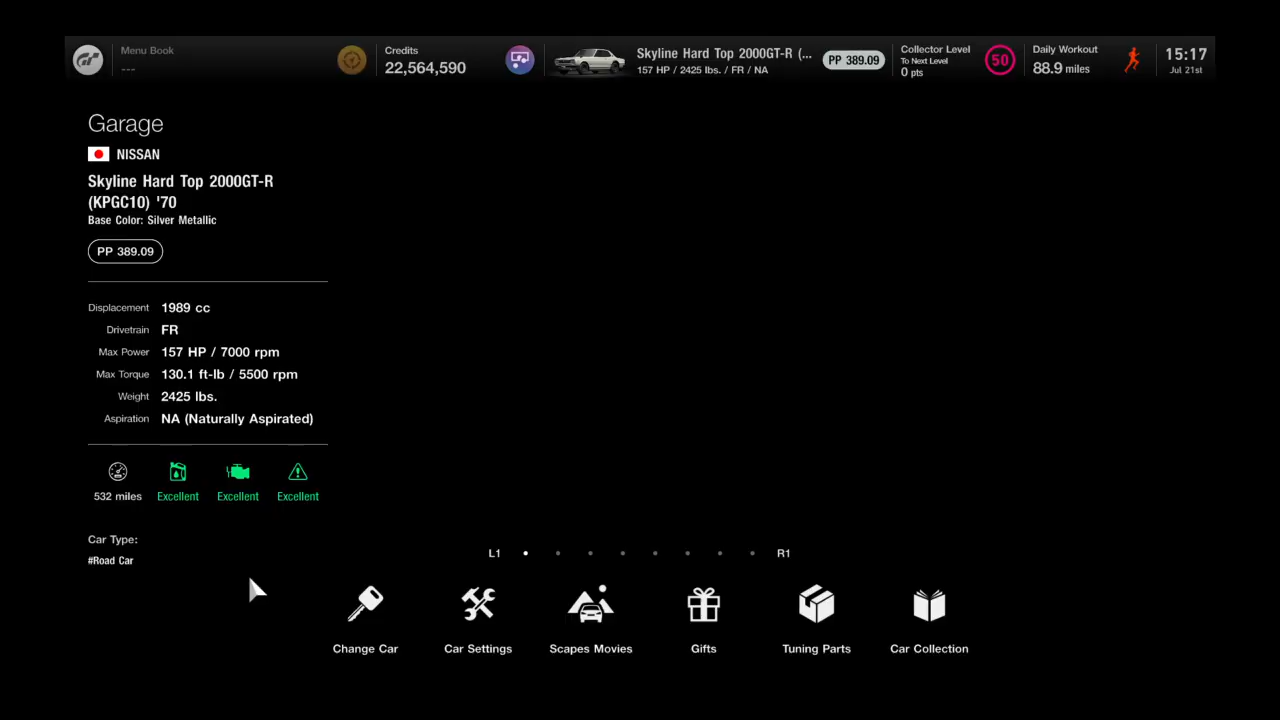 Menu Book
---
Credits
22,564,590
Skyline Hard Top 2000GT-R (...
157 HP / 2425 lbs. / FR / NA
PP 389.09
Collector Level
To Next Level
0 pts
50
Daily Workout
88.9 miles
15:17
Jul 21st
Garage
NISSAN
Skyline Hard Top 2000GT-R
(KPGC10) '70
Base Color: Silver Metallic
PP 389.09
Displacement 1989 cc
Drivetrain FR
Max Power 157 HP / 7000 rpm
Max Torque 130.1 ft-lb / 5500 rpm
Weight 2425 lbs.
Aspiration NA (Naturally Aspirated)
532 miles Excellent Excellent Excellent
Car Type:
#Road Car
L1 R1
Change Car Car Settings Scapes Movies Gifts Tuning Parts Car Collection